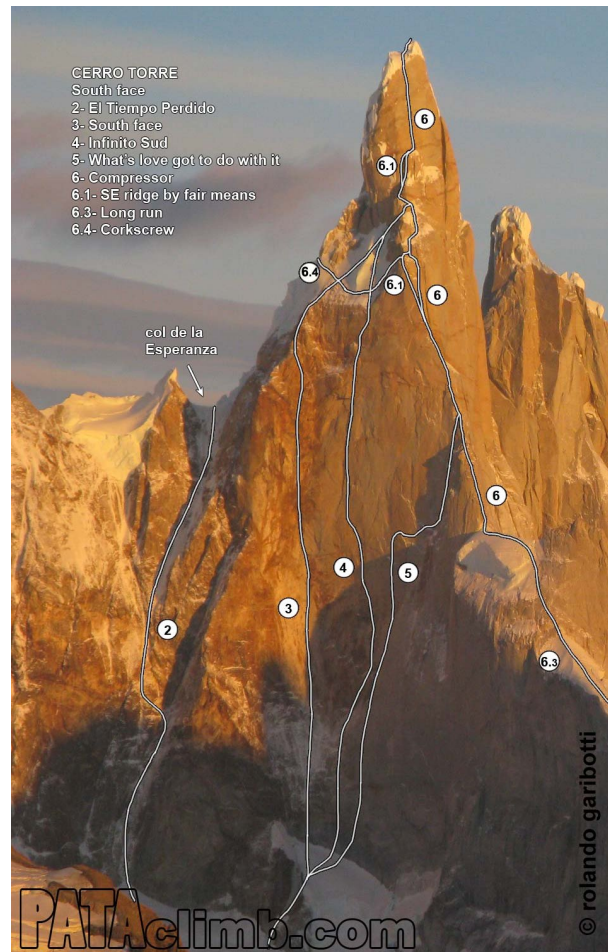 CERRO TORRE
South face
2- El Tiempo Perdido
3- South face
4- Infinito Sud
5- What`s love got to do with it
6- Compressor
6.1- SE ridge by fair means
6.3- Long run
6.4- Corkscrew
6
6.1
6.4
6.1
6
col de la
Esperanza
6
4
5
3
2
6.3
© rolando garibotti
PATAclimb.com